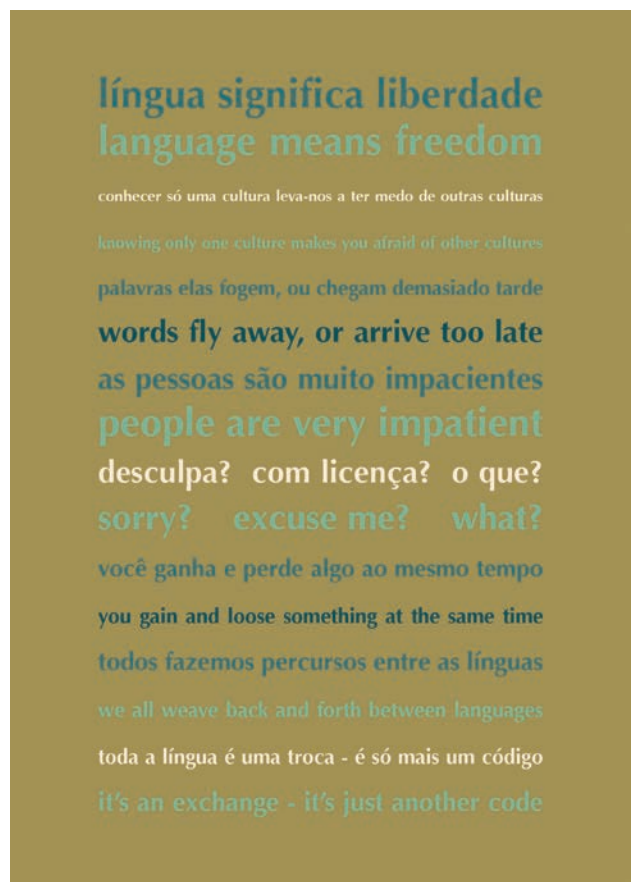 língua significa liberdade
language means freedom
conhecer só uma cultura leva-nos a ter medo de outras culturas
knowing only one culture makes you afraid of other cultures
palavras elas fogem, ou chegam demasiado tarde
words fly away, or arrive too late
as pessoas são muito impacientes
people are very impatient
desculpa? com licença? o que?
sorry? excuse me? what?
você ganha e perde algo ao mesmo tempo
you gain and loose something at the same time
todos fazemos percursos entre as línguas
we all weave back and forth between languages
toda a língua é uma troca - é só mais um código
it's an exchange - it's just another code